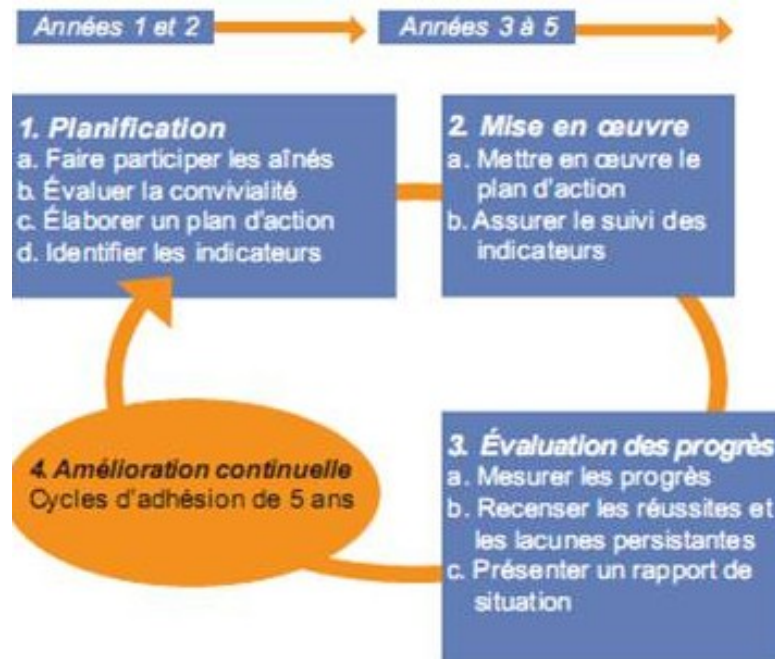 Années 1 et 2
Années 3 à 5
1. Planification
a. Faire participer les aînés
b. Évaluer la convivialité
c. Élaborer un plan d'action
d. Identifier les indicateurs
2. Mise en œuvre
a. Mettre en œuvre le
plan d'action
b. Assurer le suivi des
indicateurs
3. Évaluation des progrès
a. Mesurer les progrès
b. Recenser les réussites et
les lacunes persistantes
c. Présenter un rapport de
situation
4. Amélioration continuelle
Cycles d'adhésion de 5 ans